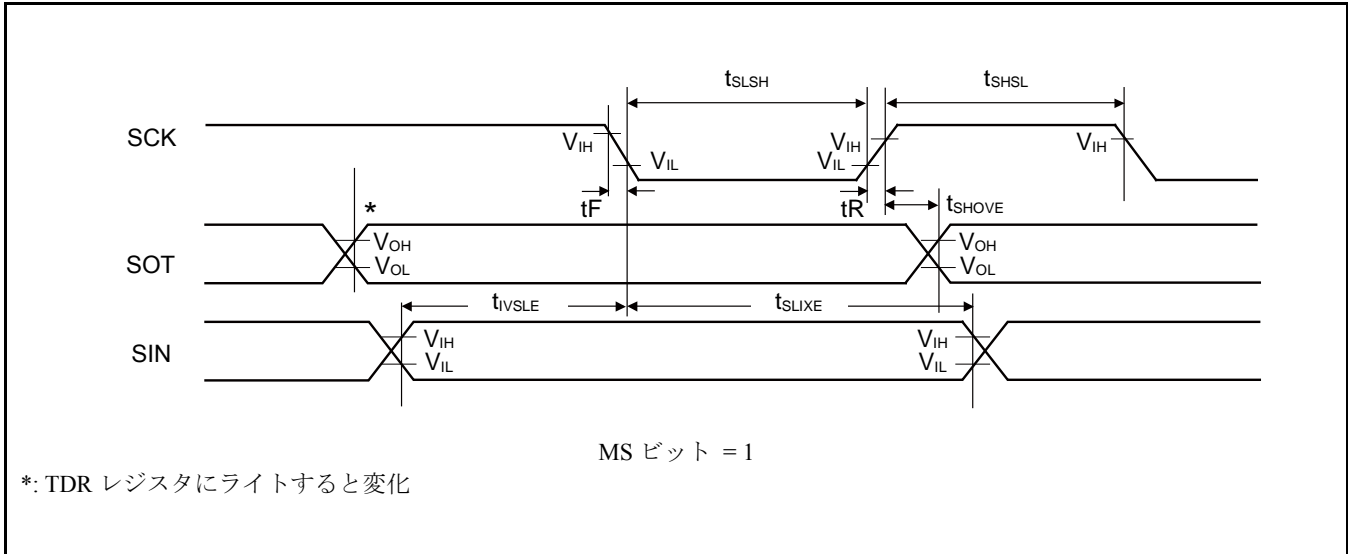 tSLSH tSHSL
SCK VIH VIL VIH VIL VIH
tF tR tSHOVE
*
SOT VOH VOL VOH VOL
tIVSLE tSLIXE
SIN VIH VIL VIH VIL
MS ビット = 1
*: TDR レジスタにライトすると変化